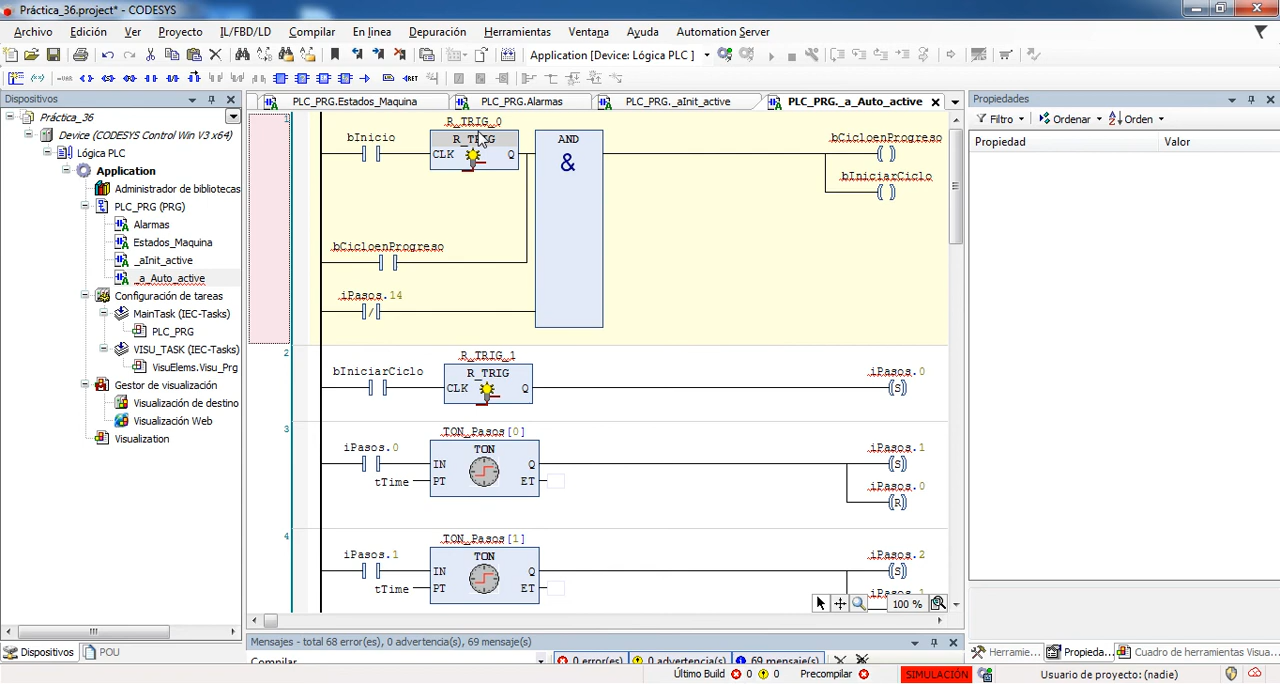 Práctica_36.project* - CODESYS
Archivo Edición Ver Proyecto IL/FBD/LD Compilar En línea Depuración Herramientas Ventana Ayuda Automation Server
Application [Device: Lógica PLC]
Dispositivos
Práctica_36
Device (CODESYS Control Win V3 x64)
Lógica PLC
Application
Administrador de bibliotecas
PLC_PRG (PRG)
Alarmas
Estados_Maquina
_aInit_active
_a_Auto_active
Configuración de tareas
MainTask (IEC-Tasks)
PLC_PRG
VISU_TASK (IEC-Tasks)
VisuElems.Visu_Prg
Gestor de visualización
Visualización de destino
Visualización Web
Visualization
Dispositivos POU
PLC_PRG.Estados_Maquina PLC_PRG.Alarmas PLC_PRG._aInit_active PLC_PRG._a_Auto_active
1
R_TRIG_0
bInicio R_TRIG AND bCicloenProgreso
CLK Q &
bIniciarCiclo
bCicloenProgreso
iPasos.14
2
R_TRIG_1
bIniciarCiclo R_TRIG iPasos.0
CLK Q (S)
3
TON_Pasos[0]
iPasos.0 TON iPasos.1
IN Q (S)
tTime PT ET iPasos.0
(R)
4
TON_Pasos[1]
iPasos.1 TON iPasos.2
IN Q (S)
tTime PT ET iPasos.1
100 %
Mensajes - total 68 error(es), 0 advertencia(s), 69 mensaje(s)
Compilar 0 error(es) 0 advertencia(s) 69 mensaje(s)
Propiedades
Filtro Ordenar Orden
Propiedad Valor
Herramie... Propieda... Cuadro de herramientas Visua...
Último Build 0 0 Precompilar SIMULACIÓN Usuario de proyecto: (nadie)